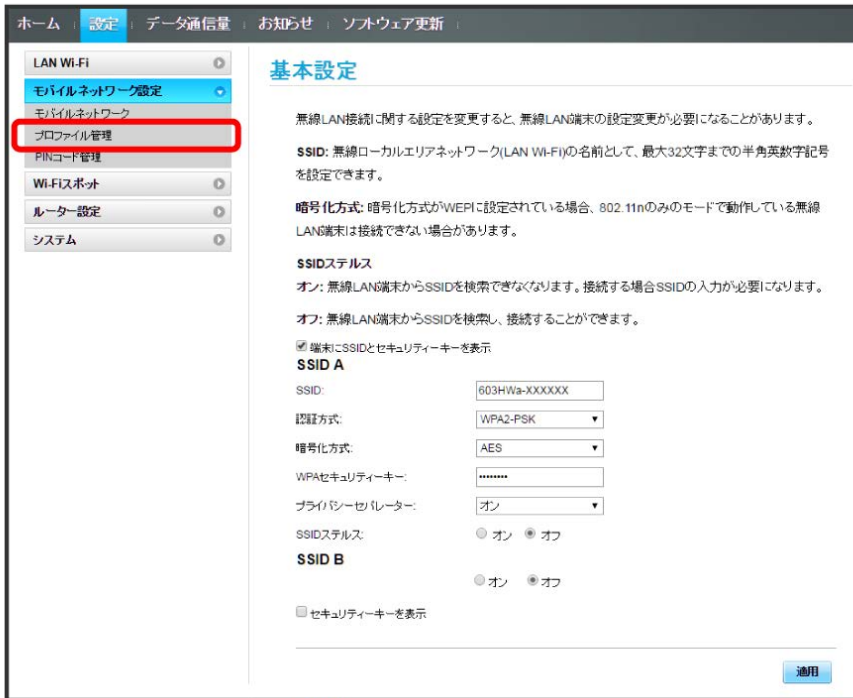 ホーム 設定 データ通信量 お知らせ ソフトウェア更新
LAN Wi-Fi
モバイルネットワーク設定
モバイルネットワーク
プロファイル管理
PINコード管理
Wi-Fiスポット
ルーター設定
システム
基本設定
無線LAN接続に関する設定を変更すると、無線LAN端末の設定変更が必要になることがあります。
SSID: 無線ローカルエリアネットワーク(LAN Wi-Fi)の名前として、最大32文字までの半角英数字記号
を設定できます。
暗号化方式: 暗号化方式がWEPに設定されている場合、802.11nのみのモードで動作している無線
LAN端末は接続できない場合があります。
SSIDステルス
オン: 無線LAN端末からSSIDを検索できなくなります。接続する場合SSIDの入力が必要になります。
オフ: 無線LAN端末からSSIDを検索し、接続することができます。
端末にSSIDとセキュリティーキーを表示
SSID A
SSID: 603HWa-XXXXXX
認証方式: WPA2-PSK
暗号化方式: AES
WPAセキュリティーキー: ••••••••
プライバシーセパレーター: オン
SSIDステルス: オン オフ
SSID B
オン オフ
セキュリティーキーを表示
適用